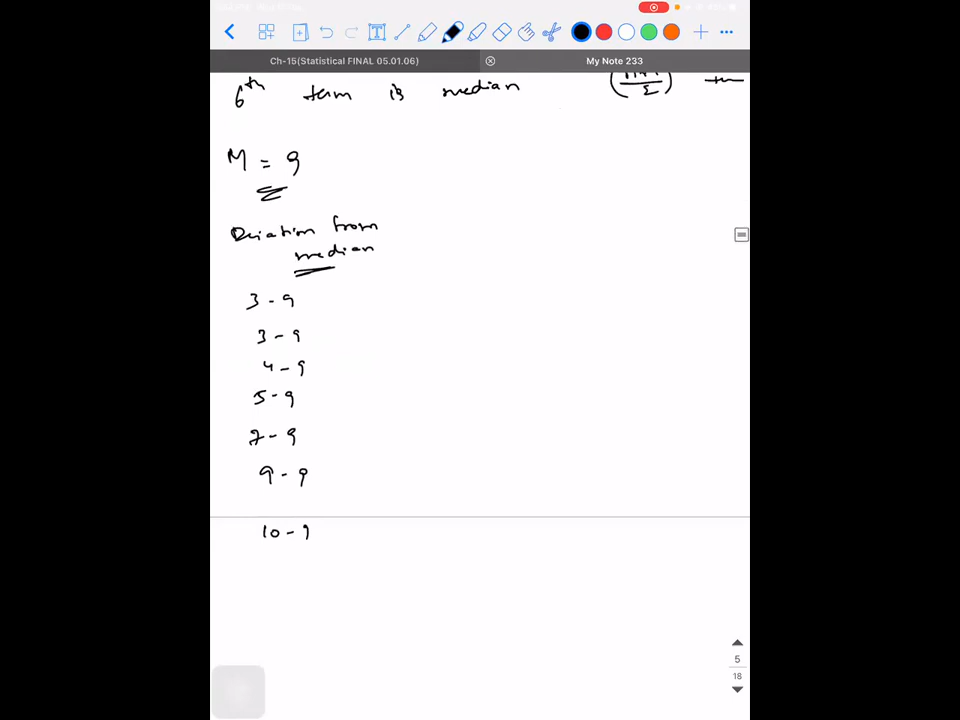 Ch-15(Statistical FINAL 05.01.06)
My Note 233
6th term is median
M = 9
Deviation from
median
3 - 9
3 - 9
4 - 9
5 - 9
7 - 9
9 - 9
10 - 9
5
18